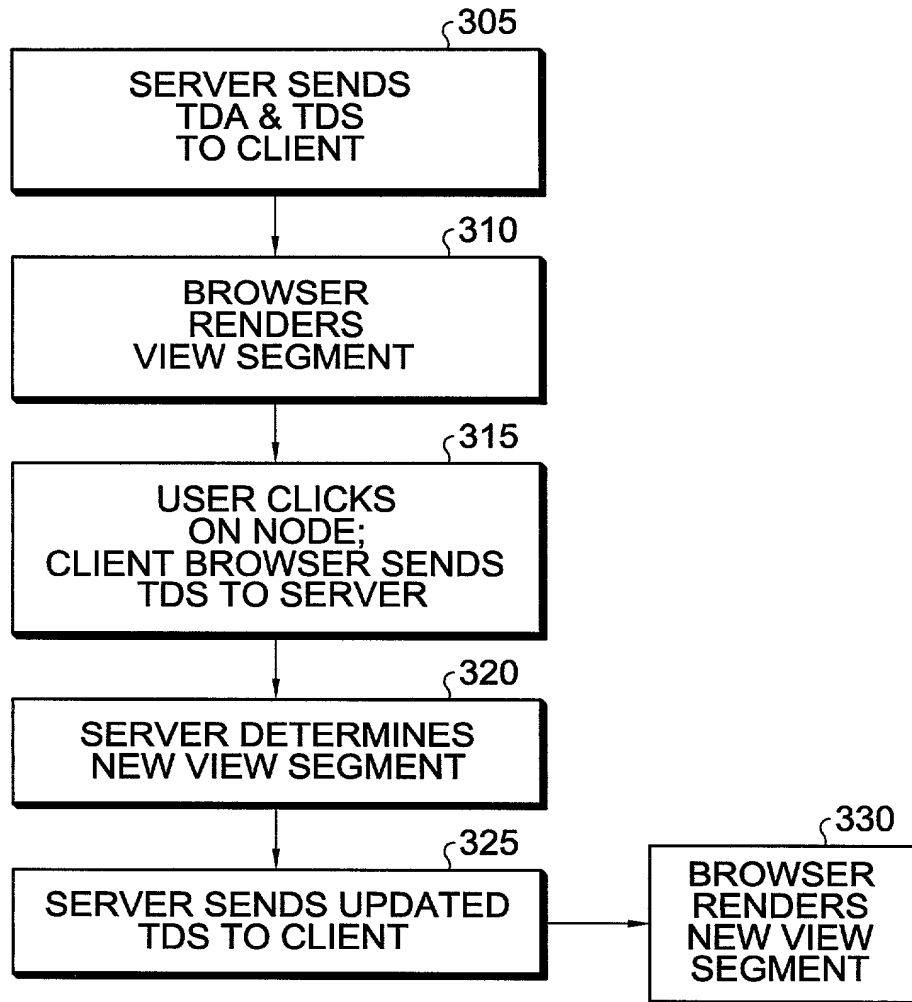 305
SERVER SENDS
TDA & TDS
TO CLIENT
310
BROWSER
RENDERS
VIEW SEGMENT
315
USER CLICKS
ON NODE;
CLIENT BROWSER SENDS
TDS TO SERVER
320
SERVER DETERMINES
NEW VIEW SEGMENT
325
SERVER SENDS UPDATED
TDS TO CLIENT
330
BROWSER
RENDERS
NEW VIEW
SEGMENT